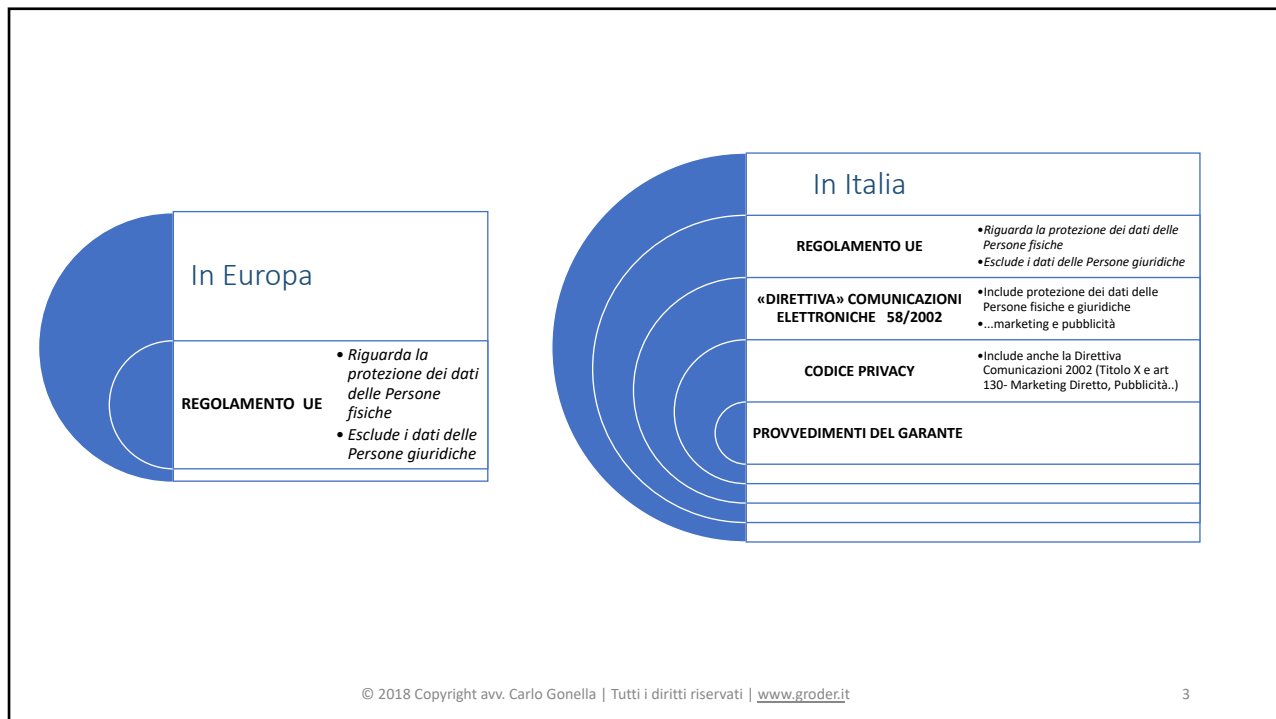 In Europa
REGOLAMENTO UE
• Riguarda la
protezione dei dati
delle Persone
fisiche
• Esclude i dati delle
Persone giuridiche
In Italia
REGOLAMENTO UE
•Riguarda la protezione dei dati delle
Persone fisiche
•Esclude i dati delle Persone giuridiche
«DIRETTIVA» COMUNICAZIONI
ELETTRONICHE 58/2002
•Include protezione dei dati delle
Persone fisiche e giuridiche
•...marketing e pubblicità
CODICE PRIVACY
•Include anche la Direttiva
Comunicazioni 2002 (Titolo X e art
130- Marketing Diretto, Pubblicità..)
PROVVEDIMENTI DEL GARANTE
© 2018 Copyright avv. Carlo Gonella | Tutti i diritti riservati | www.groder.it
3